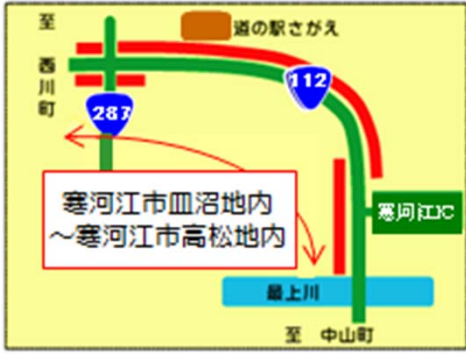 至
西川町
道の駅さがえ
112
287
寒河江市皿沼地内
～寒河江市高松地内
寒河江IC
最上川
至 中山町